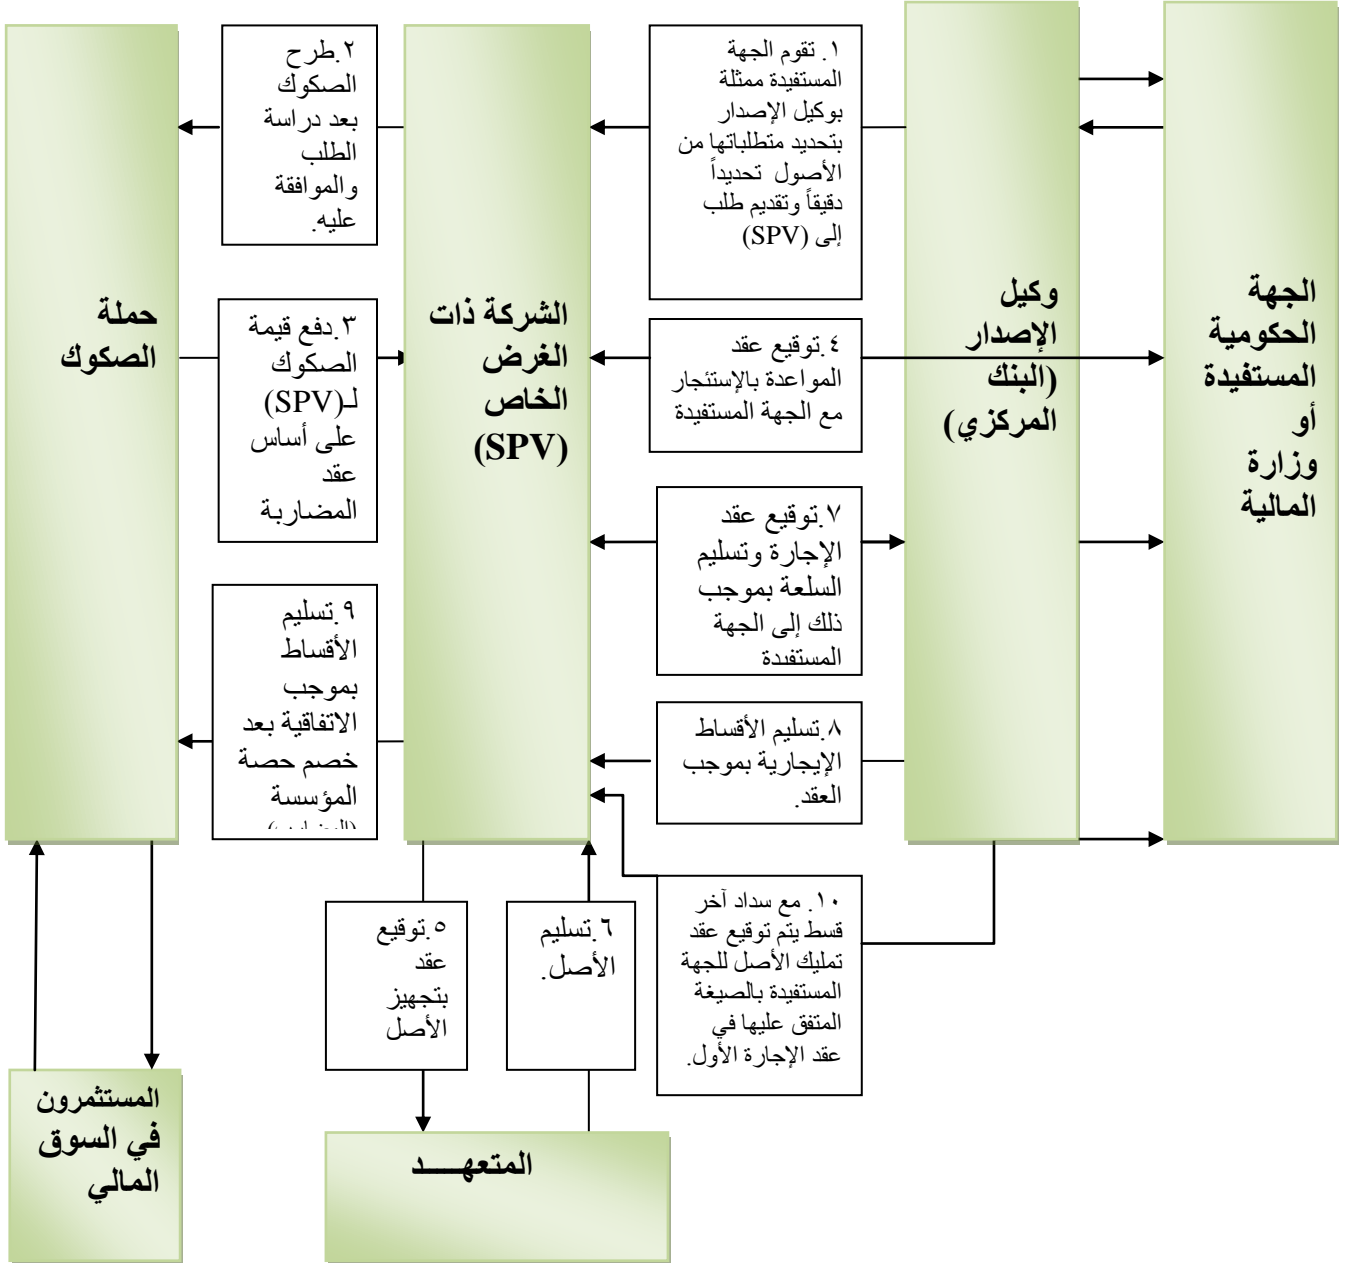 ١. تقوم الجهة
المستفيدة ممثلة
بوكيل الإصدار
بتحديد متطلباتها من
الأصول تحديداً
دقيقاً وتقديم طلب
إلى (SPV)
٢.طرح
الصكوك
بعد دراسة
الطلب
والموافقة
عليه.
الجهة
الحكومية
المستفيدة
أو
وزارة
المالية
وكيل
الإصدار
(البنك
المركزي)
الشركة ذات
الغرض
الخاص
(SPV)
حملة
الصكوك
٣.دفع قيمة
الصكوك
لـ(SPV)
على أساس
عقد
المضاربة
٤.توقيع عقد
المواعدة بالإستئجار
مع الجهة المستفيدة
٧.توقيع عقد
الإجارة وتسليم
السلعة بموجب
ذلك إلى الجهة
المستفيدة
٩.تسليم
الأقساط
بموجب
الاتفاقية بعد
خصم حصة
المؤسسة
٨.تسليم الأقساط
الإيجارية بموجب
العقد.
١٠. مع سداد آخر
قسط يتم توقيع عقد
تمليك الأصل للجهة
المستفيدة بالصيغة
المتفق عليها في
عقد الإجارة الأول.
٦.تسليم
الأصل.
٥.توقيع
عقد
بتجهيز
الأصل
المستثمرون
في السوق
المالي
المتعهـــد